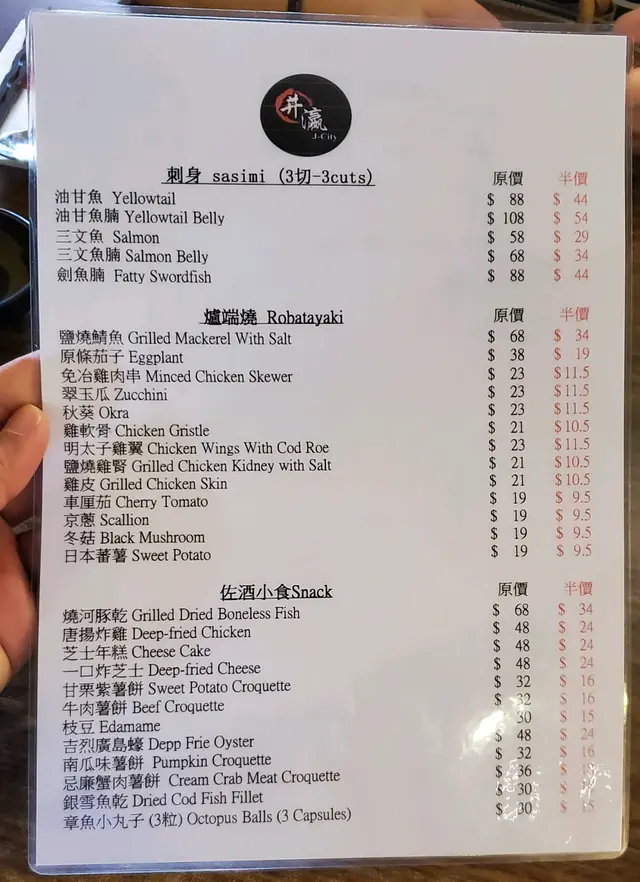 井瀛
J-City
刺身 sasimi (3切-3cuts) 原價 半價
油甘魚 Yellowtail $ 88 $ 44
油甘魚腩 Yellowtail Belly $ 108 $ 54
三文魚 Salmon $ 58 $ 29
三文魚腩 Salmon Belly $ 68 $ 34
劍魚腩 Fatty Swordfish $ 88 $ 44
爐端燒 Robatayaki 原價 半價
鹽燒鯖魚 Grilled Mackerel With Salt $ 68 $ 34
原條茄子 Eggplant $ 38 $ 19
免冶雞肉串 Minced Chicken Skewer $ 23 $11.5
翠玉瓜 Zucchini $ 23 $11.5
秋葵 Okra $ 23 $11.5
雞軟骨 Chicken Gristle $ 21 $10.5
明太子雞翼 Chicken Wings With Cod Roe $ 23 $11.5
鹽燒雞腎 Grilled Chicken Kidney with Salt $ 21 $10.5
雞皮 Grilled Chicken Skin $ 21 $10.5
車厘茄 Cherry Tomato $ 19 $ 9.5
京蔥 Scallion $ 19 $ 9.5
冬菇 Black Mushroom $ 19 $ 9.5
日本蕃薯 Sweet Potato $ 19 $ 9.5
佐酒小食Snack 原價 半價
燒河豚乾 Grilled Dried Boneless Fish $ 68 $ 34
唐揚炸雞 Deep-fried Chicken $ 48 $ 24
芝士年糕 Cheese Cake $ 48 $ 24
一口炸芝士 Deep-fried Cheese $ 48 $ 24
甘栗紫薯餅 Sweet Potato Croquette $ 32 $ 16
牛肉薯餅 Beef Croquette $ 32 $ 16
枝豆 Edamame 30 $ 15
吉烈廣島蠔 Depp Frie Oyster $ 48 $ 24
南瓜味薯餅 Pumpkin Croquette $ 32 $ 16
忌廉蟹肉薯餅 Cream Crab Meat Croquette $ 36 $
銀雪魚乾 Dried Cod Fish Fillet $ 30 $
章魚小丸子 (3粒) Octopus Balls (3 Capsules) $ 30 $ 15